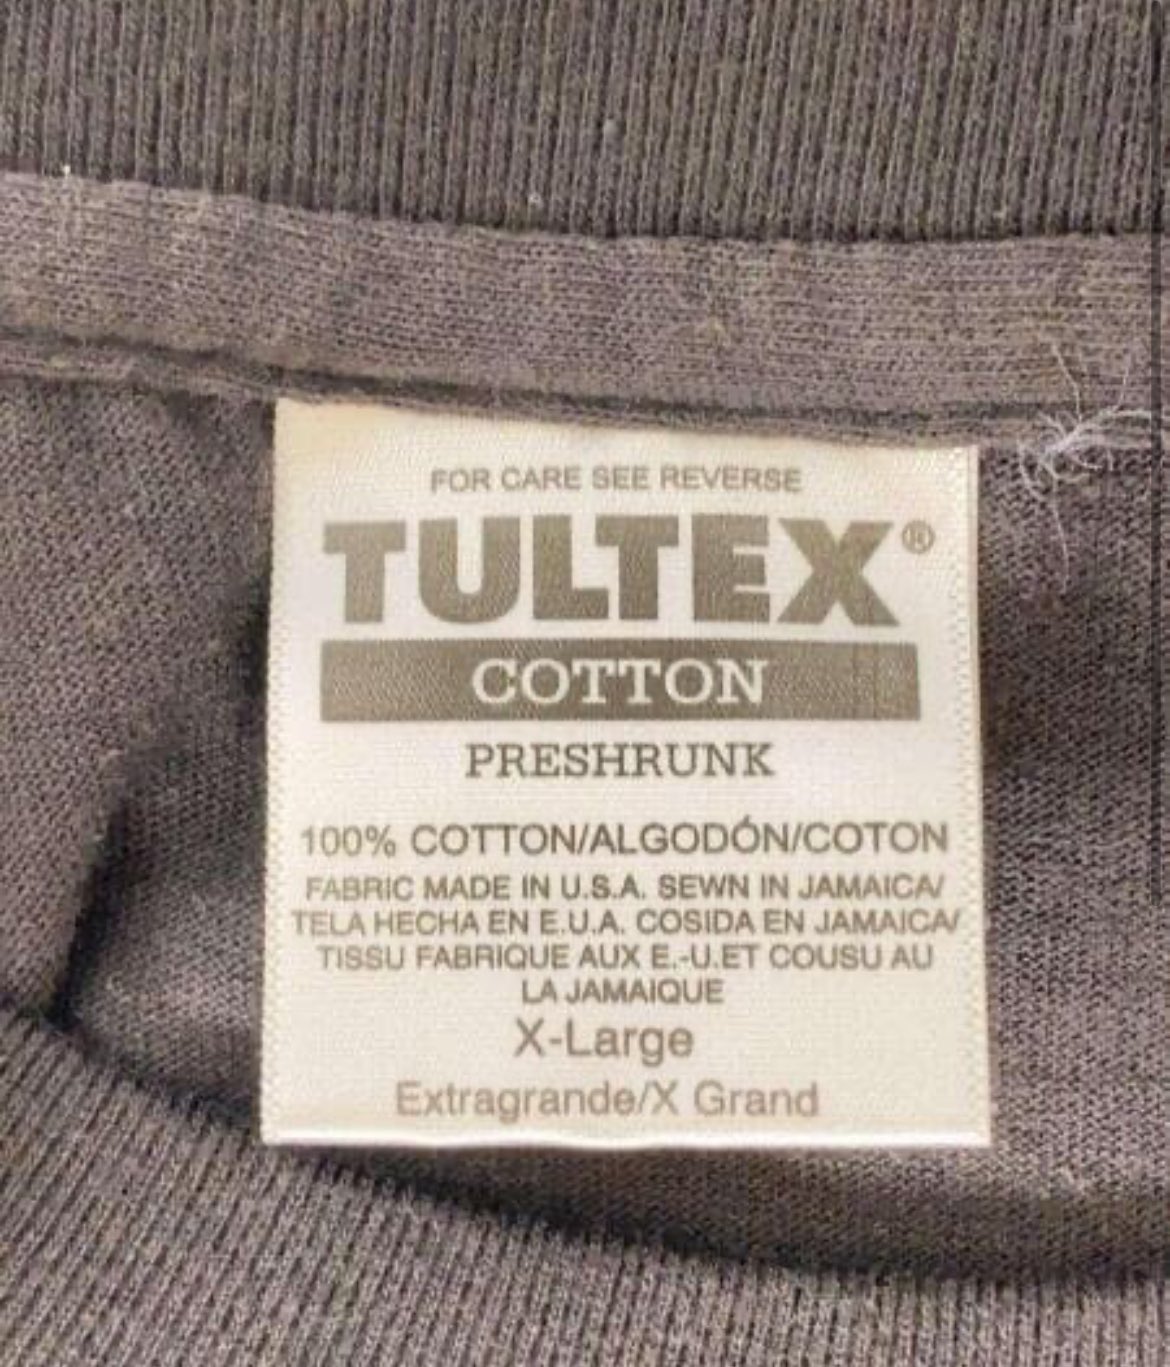 FOR CARE SEE REVERSE
TULTEX®
COTTON
PRESHRUNK
100% COTTON/ALGODÓN/COTON
FABRIC MADE IN U.S.A. SEWN IN JAMAICA/
TELA HECHA EN E.U.A. COSIDA EN JAMAICA/
TISSU FABRIQUE AUX E.-U.ET COUSU AU
LA JAMAIQUE
X-Large
Extragrande/X Grand